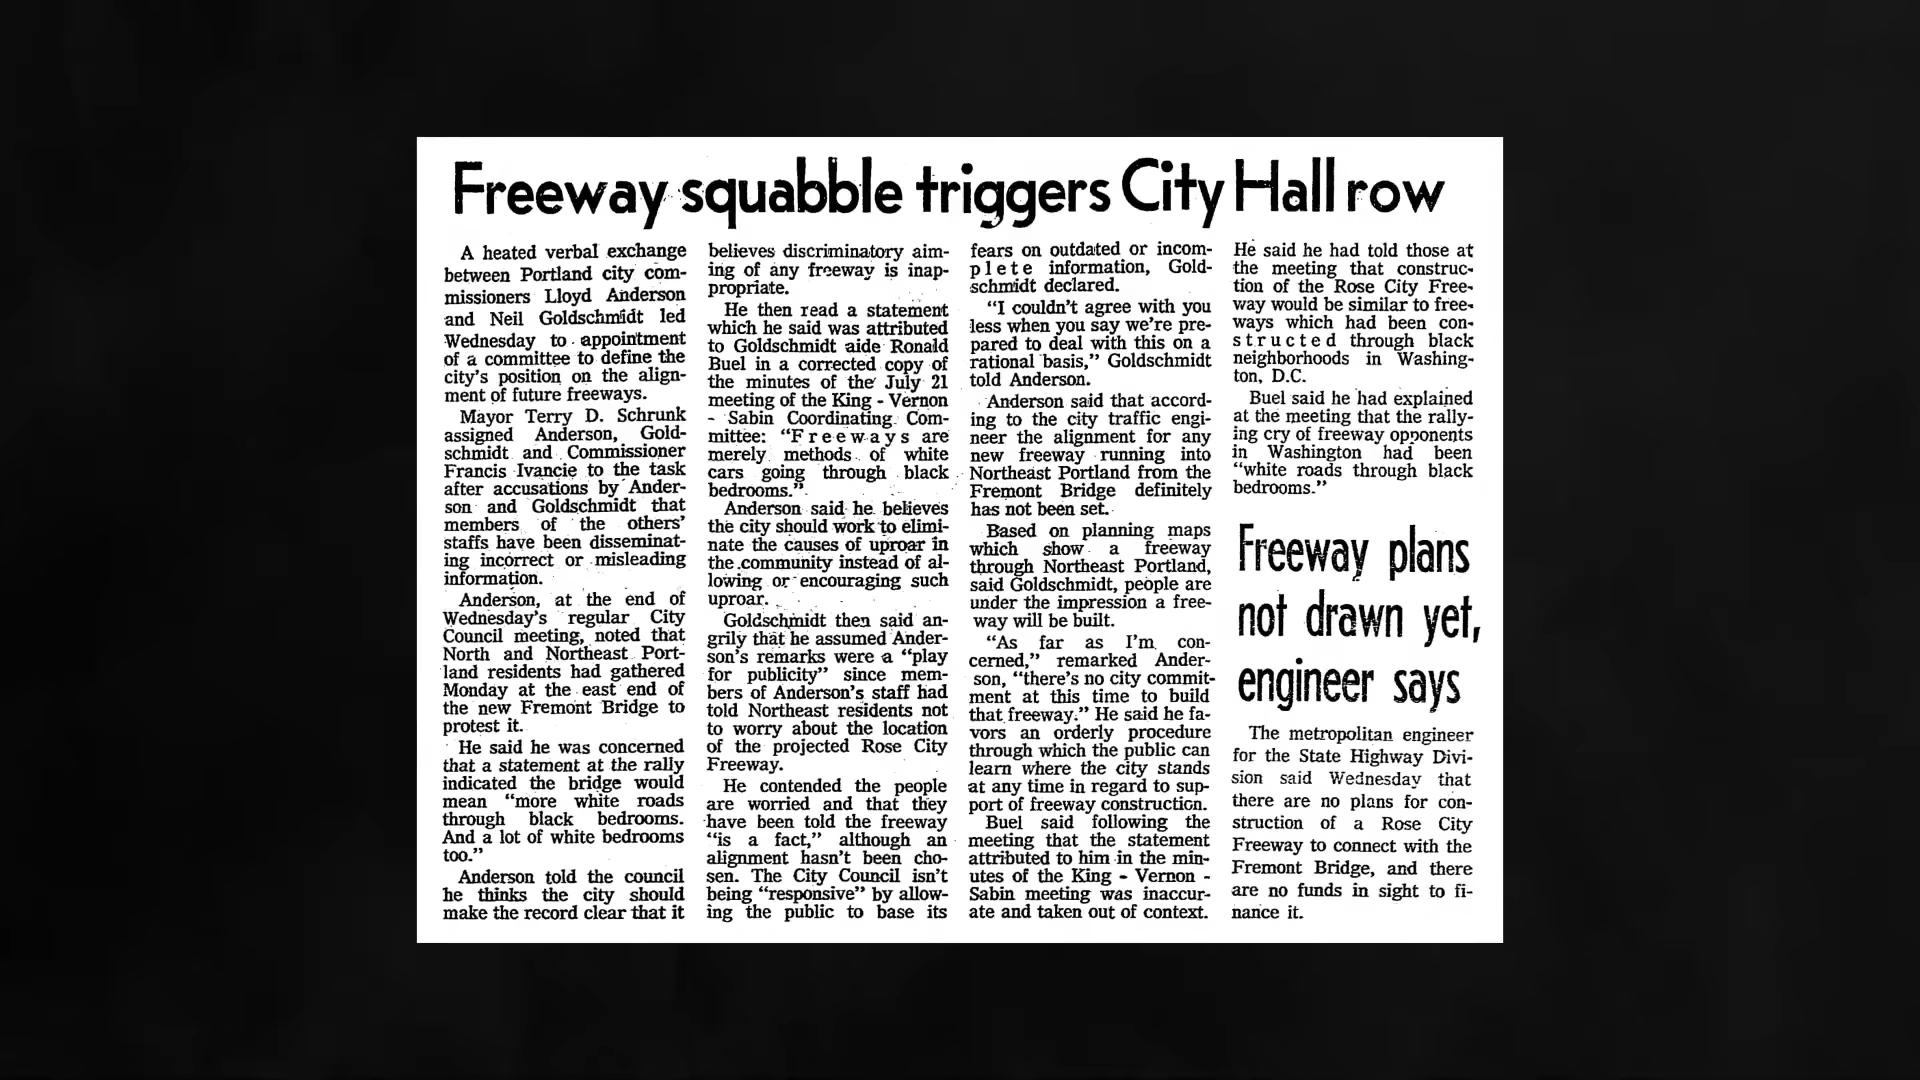 Freeway squabble triggers City Hall row
A heated verbal exchange
between Portland city com-
missioners Lloyd Anderson
and Neil Goldschmidt led
Wednesday to appointment
of a committee to define the
city's position on the align-
ment of future freeways.
Mayor Terry D. Schrunk
assigned Anderson, Gold-
schmidt and Commissioner
Francis Ivancie to the task
after accusations by Ander-
son and Goldschmidt that
members of the others'
staffs have been disseminat-
ing incorrect or misleading
information.
Anderson, at the end of
Wednesday's regular City
Council meeting, noted that
North and Northeast Port-
land residents had gathered
Monday at the east end of
the new Fremont Bridge to
protest it.
He said he was concerned
that a statement at the rally
indicated the bridge would
mean "more white roads
through black bedrooms.
And a lot of white bedrooms
too."
Anderson told the council
he thinks the city should
make the record clear that it
believes discriminatory aim-
ing of any freeway is inap-
propriate.
He then read a statement
which he said was attributed
to Goldschmidt aide Ronald
Buel in a corrected copy of
the minutes of the July 21
meeting of the King - Vernon
- Sabin Coordinating Com-
mittee: "Freeways are
merely methods of white
cars going through black
bedrooms."
Anderson said he believes
the city should work to elimi-
nate the causes of uproar in
the community instead of al-
lowing or encouraging such
uproar.
Goldschmidt then said an-
grily that he assumed Ander-
son's remarks were a "play
for publicity" since mem-
bers of Anderson's staff had
told Northeast residents not
to worry about the location
of the projected Rose City
Freeway.
He contended the people
are worried and that they
have been told the freeway
"is a fact," although an
alignment hasn't been cho-
sen. The City Council isn't
being "responsive" by allow-
ing the public to base its
fears on outdated or incom-
plete information, Gold-
schmidt declared.
"I couldn't agree with you
less when you say we're pre-
pared to deal with this on a
rational basis," Goldschmidt
told Anderson.
Anderson said that accord-
ing to the city traffic engi-
neer the alignment for any
new freeway running into
Northeast Portland from the
Fremont Bridge definitely
has not been set.
Based on planning maps
which show a freeway
through Northeast Portland,
said Goldschmidt, people are
under the impression a free-
way will be built.
"As far as I'm con-
cerned," remarked Ander-
son, "there's no city commit-
ment at this time to build
that freeway." He said he fa-
vors an orderly procedure
through which the public can
learn where the city stands
at any time in regard to sup-
port of freeway construction.
Buel said following the
meeting that the statement
attributed to him in the min-
utes of the King - Vernon -
Sabin meeting was inaccur-
ate and taken out of context.
He said he had told those at
the meeting that construc-
tion of the Rose City Free-
way would be similar to free-
ways which had been con-
structed through black
neighborhoods in Washing-
ton, D.C.
Buel said he had explained
at the meeting that the rally-
ing cry of freeway opponents
in Washington had been
"white roads through black
bedrooms."
Freeway plans
not drawn yet,
engineer says
The metropolitan engineer
for the State Highway Divi-
sion said Wednesday that
there are no plans for con-
struction of a Rose City
Freeway to connect with the
Fremont Bridge, and there
are no funds in sight to fi-
nance it.